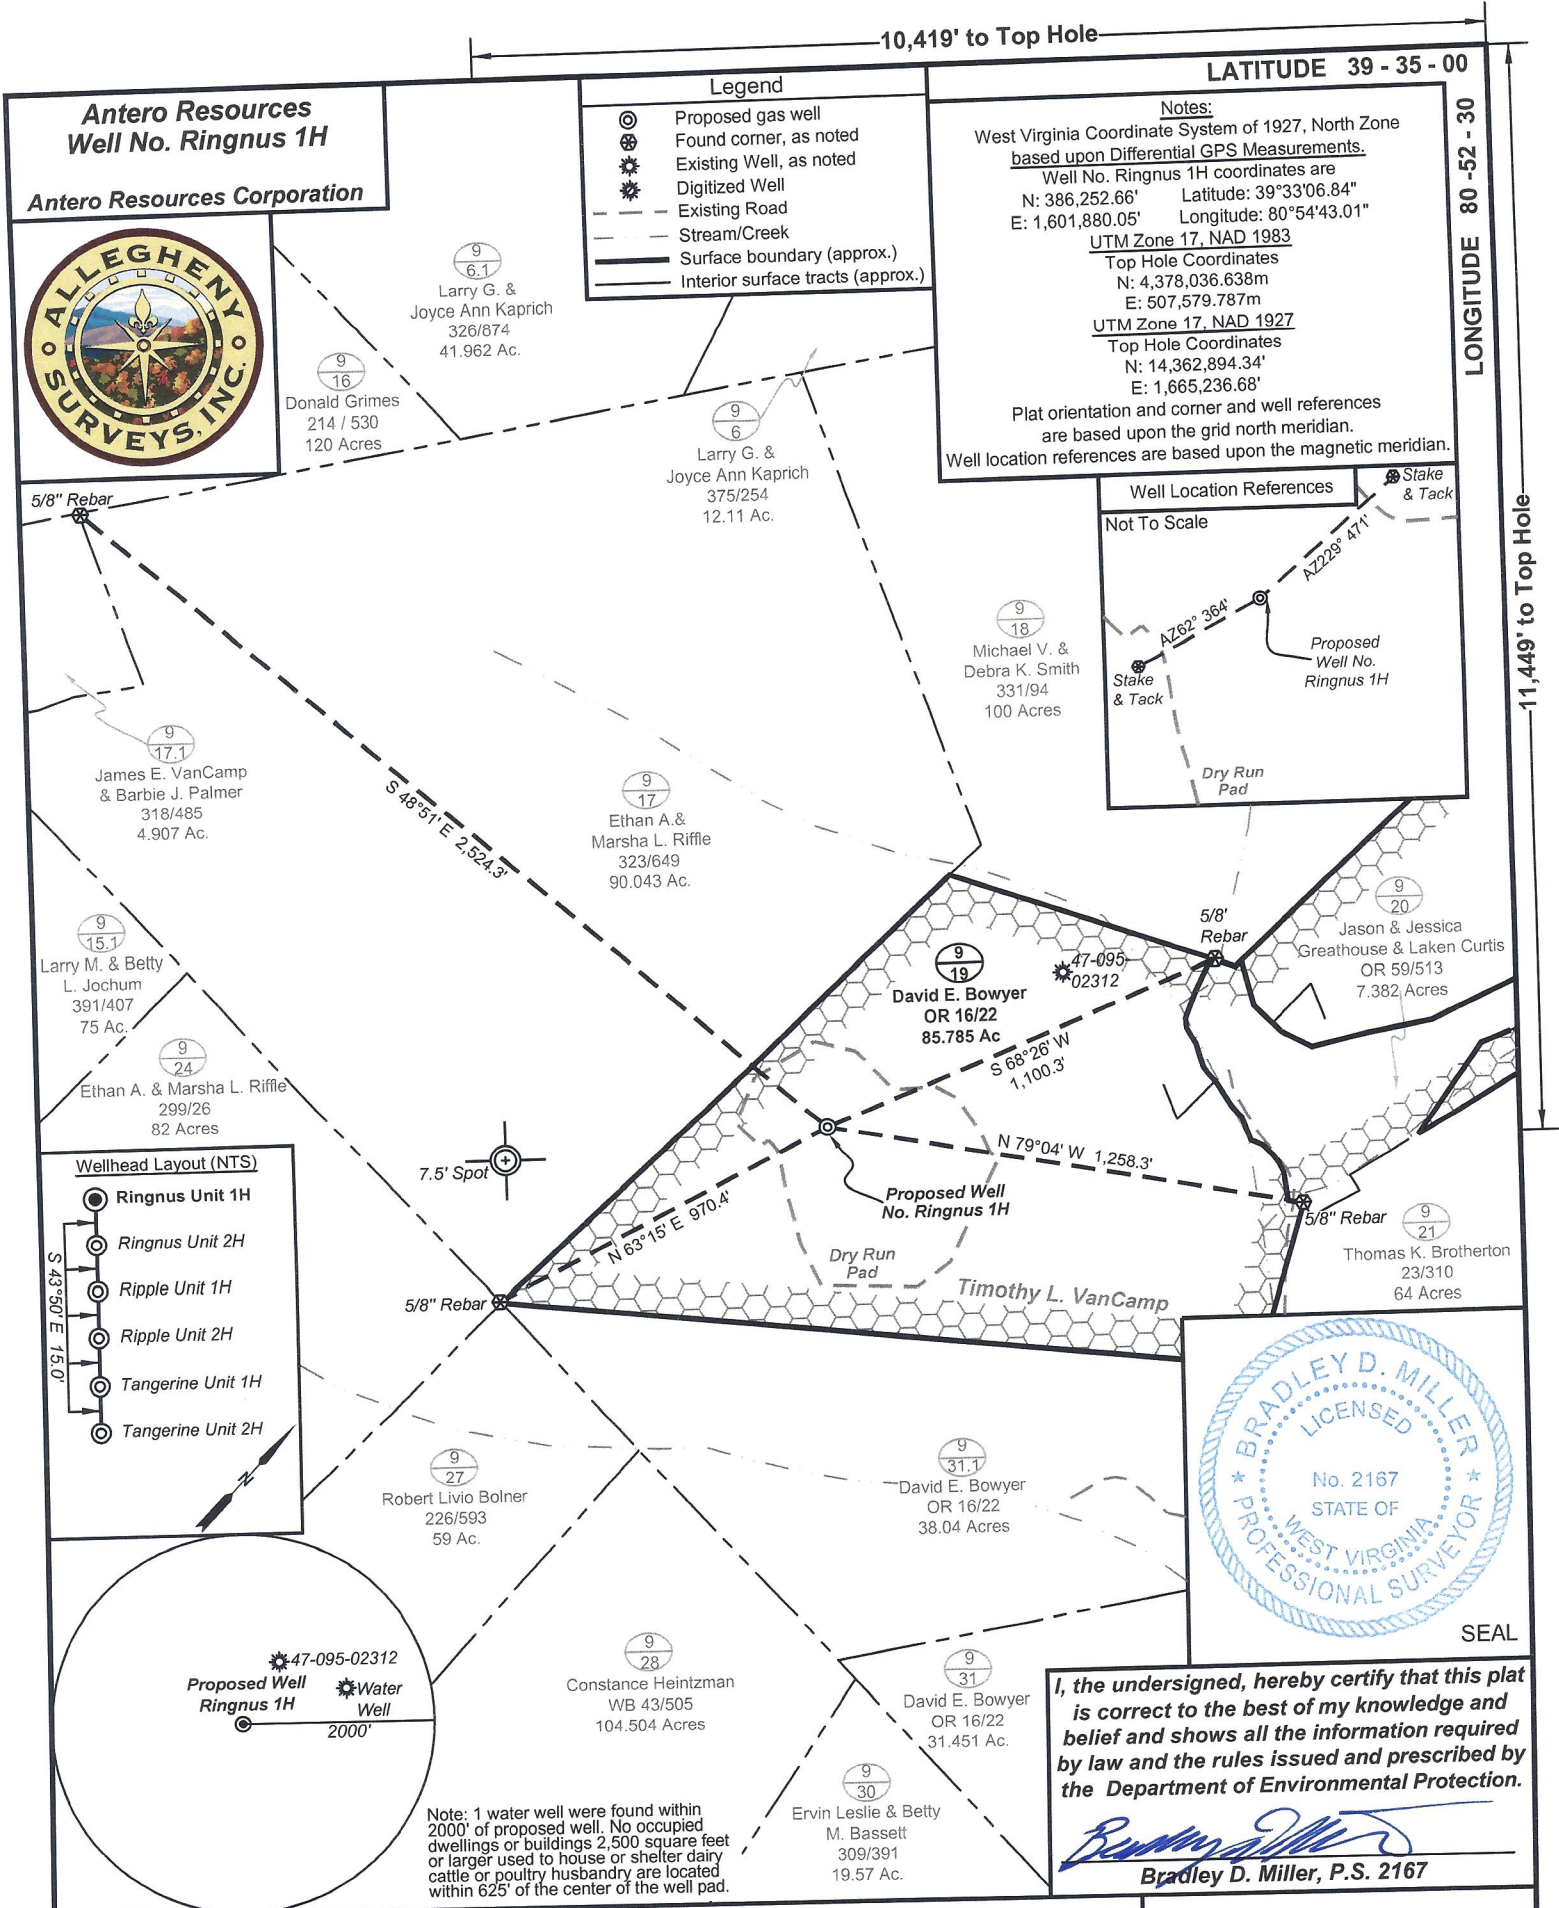 10,419' to Top Hole
LATITUDE 39 - 35 - 00
LONGITUDE 80 -52 - 30
11,449' to Top Hole
Antero Resources
Well No. Ringnus 1H
Antero Resources Corporation
ALLEGHENY
SURVEYS, INC.
Legend
Proposed gas well
Found corner, as noted
Existing Well, as noted
Digitized Well
Existing Road
Stream/Creek
Surface boundary (approx.)
Interior surface tracts (approx.)
Notes:
West Virginia Coordinate System of 1927, North Zone
based upon Differential GPS Measurements.
Well No. Ringnus 1H coordinates are
N: 386,252.66' Latitude: 39°33'06.84"
E: 1,601,880.05' Longitude: 80°54'43.01"
UTM Zone 17, NAD 1983
Top Hole Coordinates
N: 4,378,036.638m
E: 507,579.787m
UTM Zone 17, NAD 1927
Top Hole Coordinates
N: 14,362,894.34'
E: 1,665,236.68'
Plat orientation and corner and well references
are based upon the grid north meridian.
Well location references are based upon the magnetic meridian.
Well Location References
Not To Scale
Stake
& Tack
AZ229° 471'
AZ62° 364'
Stake
& Tack
Proposed
Well No.
Ringnus 1H
Dry Run
Pad
9
6.1
Larry G. &
Joyce Ann Kaprich
326/874
41.962 Ac.
9
16
Donald Grimes
214 / 530
120 Acres
9
6
Larry G. &
Joyce Ann Kaprich
375/254
12.11 Ac.
5/8" Rebar
9
18
Michael V. &
Debra K. Smith
331/94
100 Acres
9
17.1
James E. VanCamp
& Barbie J. Palmer
318/485
4.907 Ac.
S 48°51' E 2,524.3'
9
17
Ethan A.&
Marsha L. Riffle
323/649
90.043 Ac.
9
15.1
Larry M. & Betty
L. Jochum
391/407
75 Ac.
9
24
Ethan A. & Marsha L. Riffle
299/26
82 Acres
9
19
David E. Bowyer
OR 16/22
85.785 Ac
47-095-
02312
5/8'
Rebar
9
20
Jason & Jessica
Greathouse & Laken Curtis
OR 59/513
7.382 Acres
S 68°26' W
1,100.3'
N 79°04' W 1,258.3'
N 63°15' E 970.4'
Proposed Well
No. Ringnus 1H
Dry Run
Pad
Timothy L. VanCamp
7.5' Spot
5/8" Rebar
5/8" Rebar
9
21
Thomas K. Brotherton
23/310
64 Acres
Wellhead Layout (NTS)
Ringnus Unit 1H
Ringnus Unit 2H
Ripple Unit 1H
Ripple Unit 2H
Tangerine Unit 1H
Tangerine Unit 2H
S 43°50' E 15.0'
N
9
27
Robert Livio Bolner
226/593
59 Ac.
9
31.1
David E. Bowyer
OR 16/22
38.04 Acres
BRADLEY D. MILLER
LICENSED
No. 2167
STATE OF
WEST VIRGINIA
PROFESSIONAL SURVEYOR
SEAL
47-095-02312
Proposed Well
Ringnus 1H
Water
Well
2000'
9
28
Constance Heintzman
WB 43/505
104.504 Acres
9
31
David E. Bowyer
OR 16/22
31.451 Ac.
9
30
Ervin Leslie & Betty
M. Bassett
309/391
19.57 Ac.
Note: 1 water well were found within
2000' of proposed well. No occupied
dwellings or buildings 2,500 square feet
or larger used to house or shelter dairy
cattle or poultry husbandry are located
within 625' of the center of the well pad.
I, the undersigned, hereby certify that this plat
is correct to the best of my knowledge and
belief and shows all the information required
by law and the rules issued and prescribed by
the Department of Environmental Protection.
Bradley D. Miller, P.S. 2167